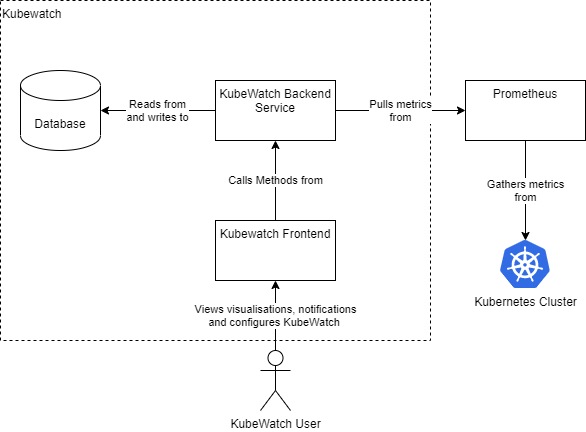 Kubewatch
KubeWatch Backend
Service
Prometheus
Database
Reads from
and writes to
Pulls metrics
from
Calls Methods from
Gathers metrics
from
Kubewatch Frontend
Kubernetes Cluster
Views visualisations, notifications
and configures KubeWatch
KubeWatch User